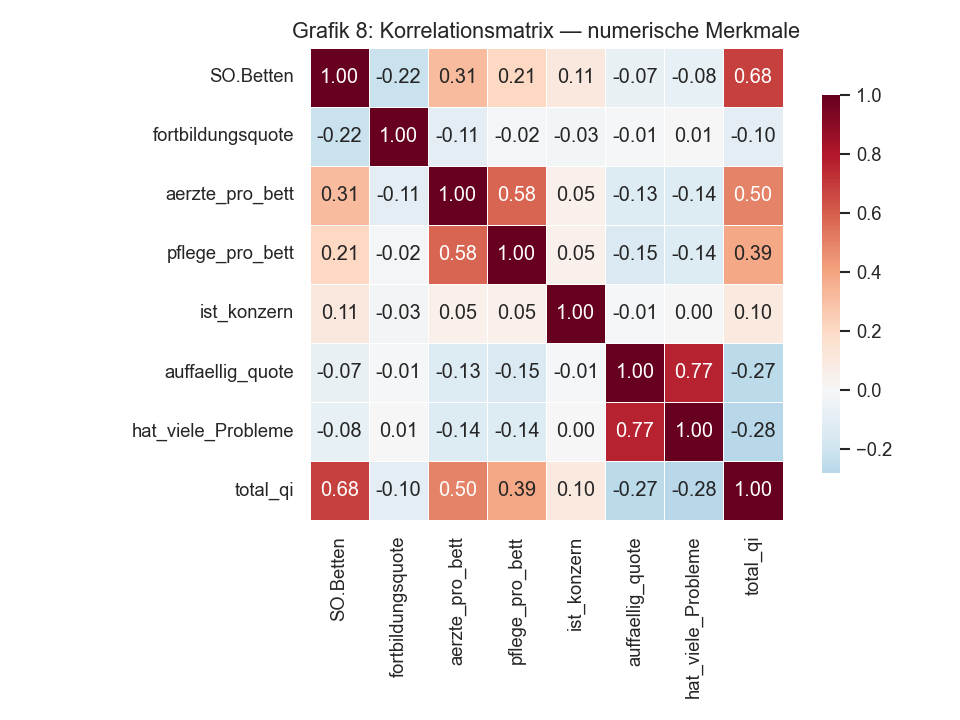 Grafik 8: Korrelationsmatrix — numerische Merkmale
SO.Betten 1.00 -0.22 0.31 0.21 0.11 -0.07 -0.08 0.68
fortbildungsquote -0.22 1.00 -0.11 -0.02 -0.03 -0.01 0.01 -0.10
aerzte_pro_bett 0.31 -0.11 1.00 0.58 0.05 -0.13 -0.14 0.50
pflege_pro_bett 0.21 -0.02 0.58 1.00 0.05 -0.15 -0.14 0.39
ist_konzern 0.11 -0.03 0.05 0.05 1.00 -0.01 0.00 0.10
auffaellig_quote -0.07 -0.01 -0.13 -0.15 -0.01 1.00 0.77 -0.27
hat_viele_Probleme -0.08 0.01 -0.14 -0.14 0.00 0.77 1.00 -0.28
total_qi 0.68 -0.10 0.50 0.39 0.10 -0.27 -0.28 1.00
SO.Betten
fortbildungsquote
aerzte_pro_bett
pflege_pro_bett
ist_konzern
auffaellig_quote
hat_viele_Probleme
total_qi
1.0
0.8
0.6
0.4
0.2
0.0
−0.2